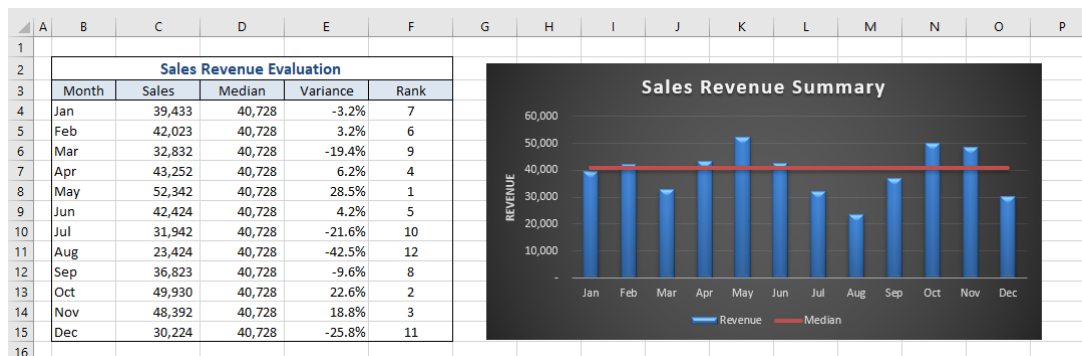 A B C D E F G H I J K L M N O P
1
2 Sales Revenue Evaluation
3 Month Sales Median Variance Rank
4 Jan 39,433 40,728 -3.2% 7
5 Feb 42,023 40,728 3.2% 6
6 Mar 32,832 40,728 -19.4% 9
7 Apr 43,252 40,728 6.2% 4
8 May 52,342 40,728 28.5% 1
9 Jun 42,424 40,728 4.2% 5
10 Jul 31,942 40,728 -21.6% 10
11 Aug 23,424 40,728 -42.5% 12
12 Sep 36,823 40,728 -9.6% 8
13 Oct 49,930 40,728 22.6% 2
14 Nov 48,392 40,728 18.8% 3
15 Dec 30,224 40,728 -25.8% 11
16
Sales Revenue Summary
REVENUE
60,000
50,000
40,000
30,000
20,000
10,000
-
Jan Feb Mar Apr May Jun Jul Aug Sep Oct Nov Dec
Revenue Median